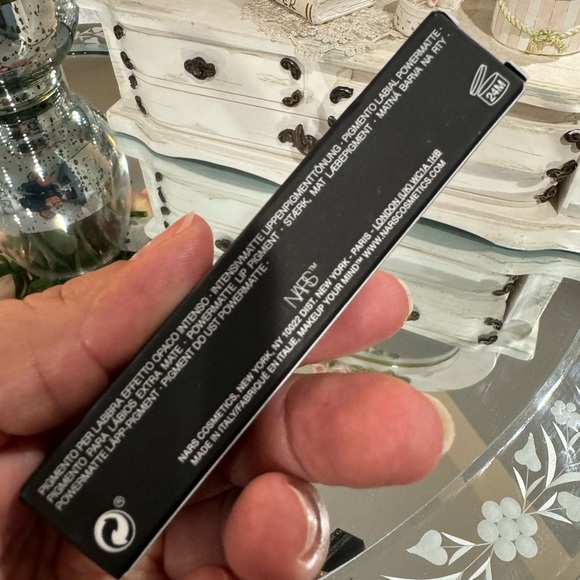 PIGMENTO PER LABBRA EFFETTO OPACO INTENSO · INTENSIVMATTE LIPPENPIGMENTTÖNUNG · PIGMENTO LABIAL POWERMATTE ·
PIGMENTO PARA LABIOS EXTRA MATE · POWERMATTE LIP PIGMENT · STÆRK, MAT LÆBEPIGMENT · MATNÁ BARVA NA RTY ·
POWERMATTE LÄPP-PIGMENT · PIGMENT DO UST POWERMATTE ·
NARS™
NARS COSMETICS, NEW YORK, NY 10022 DIST. NEW YORK - PARIS - LONDON (UK) WC1A 1HB
MADE IN ITALY/FABRIQUÉ EN ITALIE, MAKEUP YOUR MIND™ WWW.NARSCOSMETICS.COM
24M
®